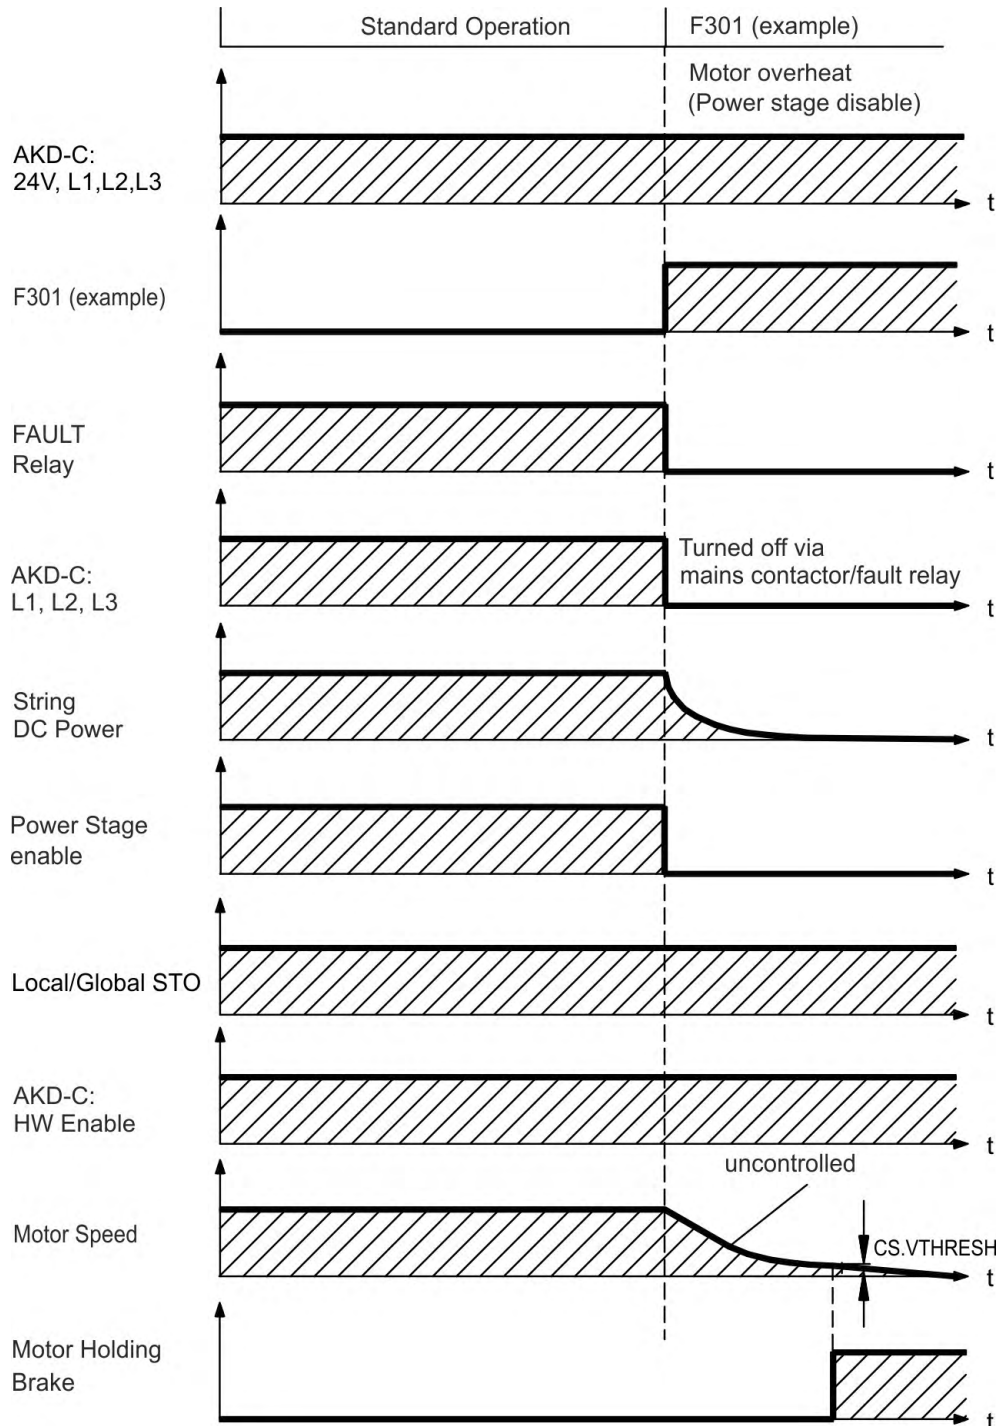 Standard Operation
F301 (example)
Motor overheat
(Power stage disable)
AKD-C:
24V, L1,L2,L3
t
F301 (example)
t
FAULT
Relay
t
AKD-C:
L1, L2, L3
Turned off via
mains contactor/fault relay
t
String
DC Power
t
Power Stage
enable
t
Local/Global STO
t
AKD-C:
HW Enable
t
uncontrolled
Motor Speed
CS.VTHRESH
t
Motor Holding
Brake
t